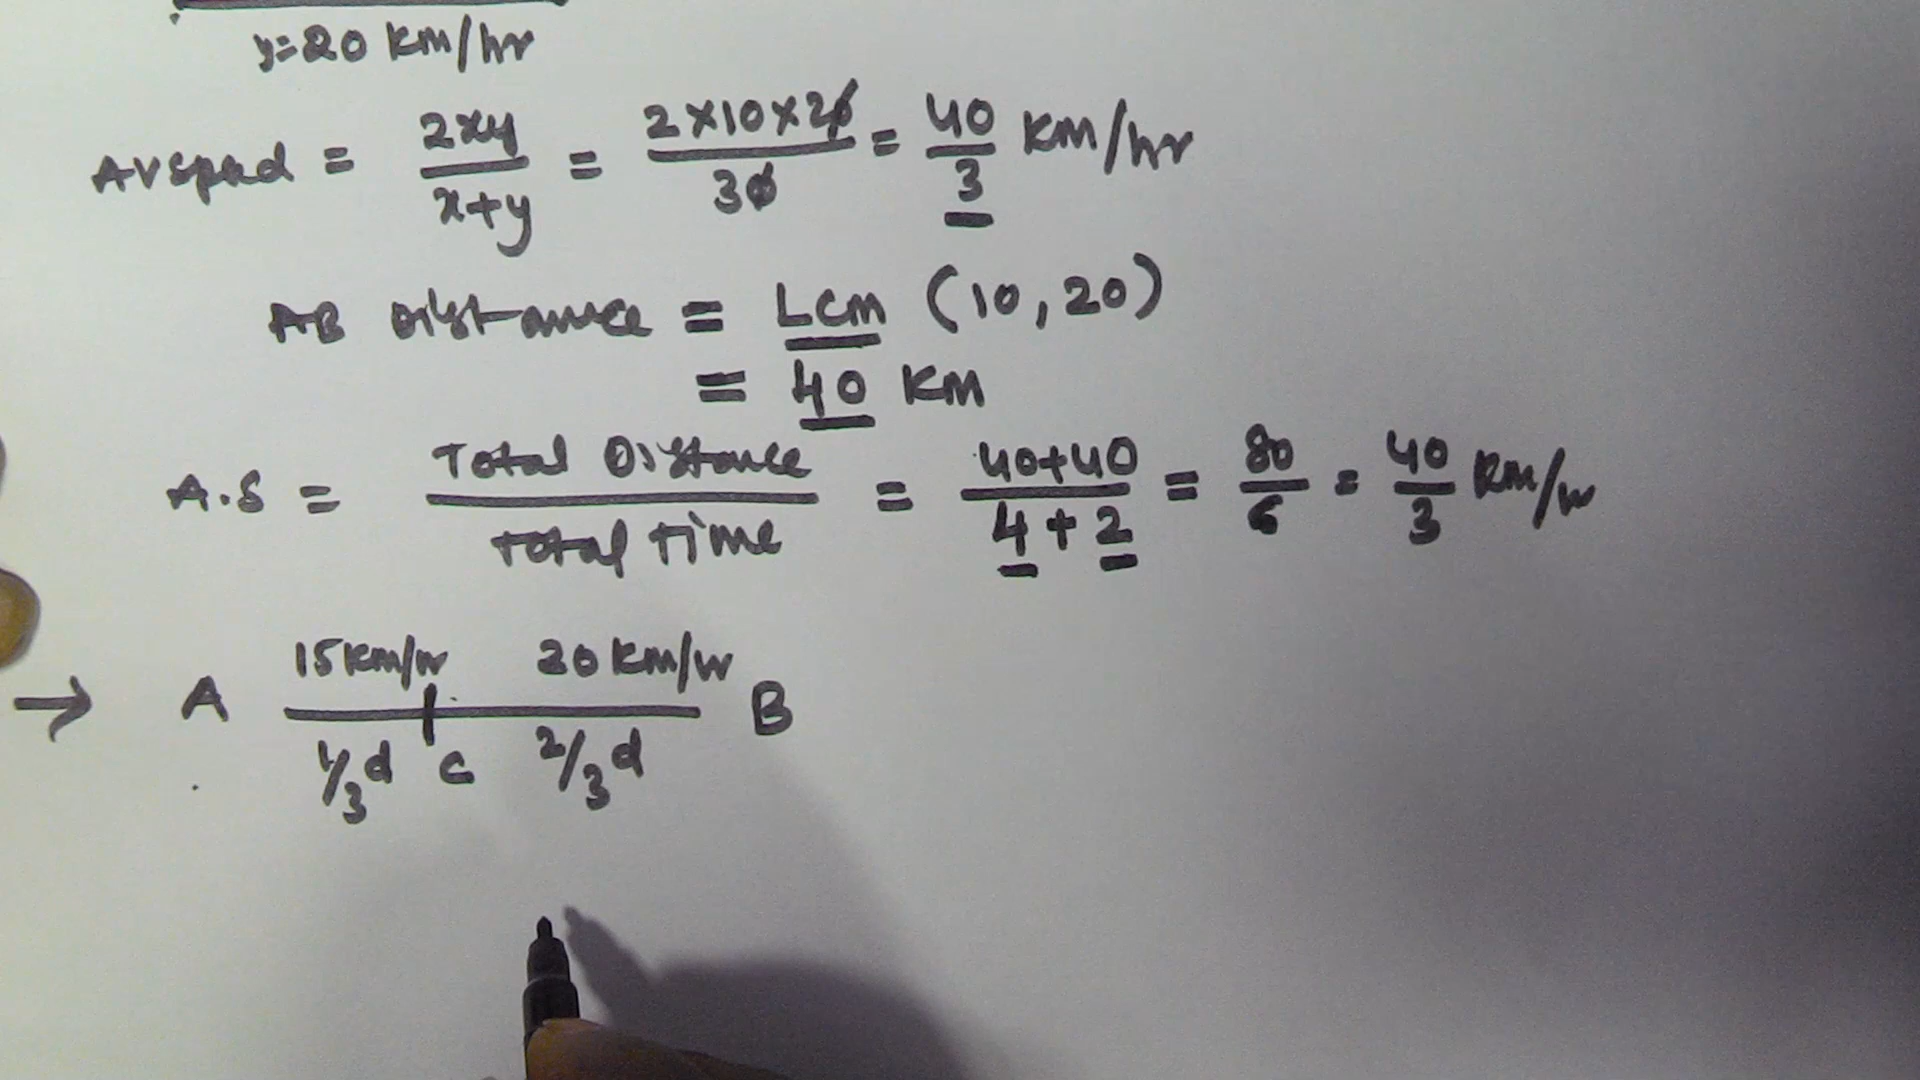 y=20 Km/hr
Avspeed = 2xy/x+y = 2×10×20/30 = 40/3 Km/hr
AB Distance = Lcm (10,20)
= 40 KM
A.S = Total Distance/Total Time = 40+40/4+2 = 80/6 = 40/3 Km/hr
15Km/hr 20Km/hr
→ A B
1/3d C 2/3d